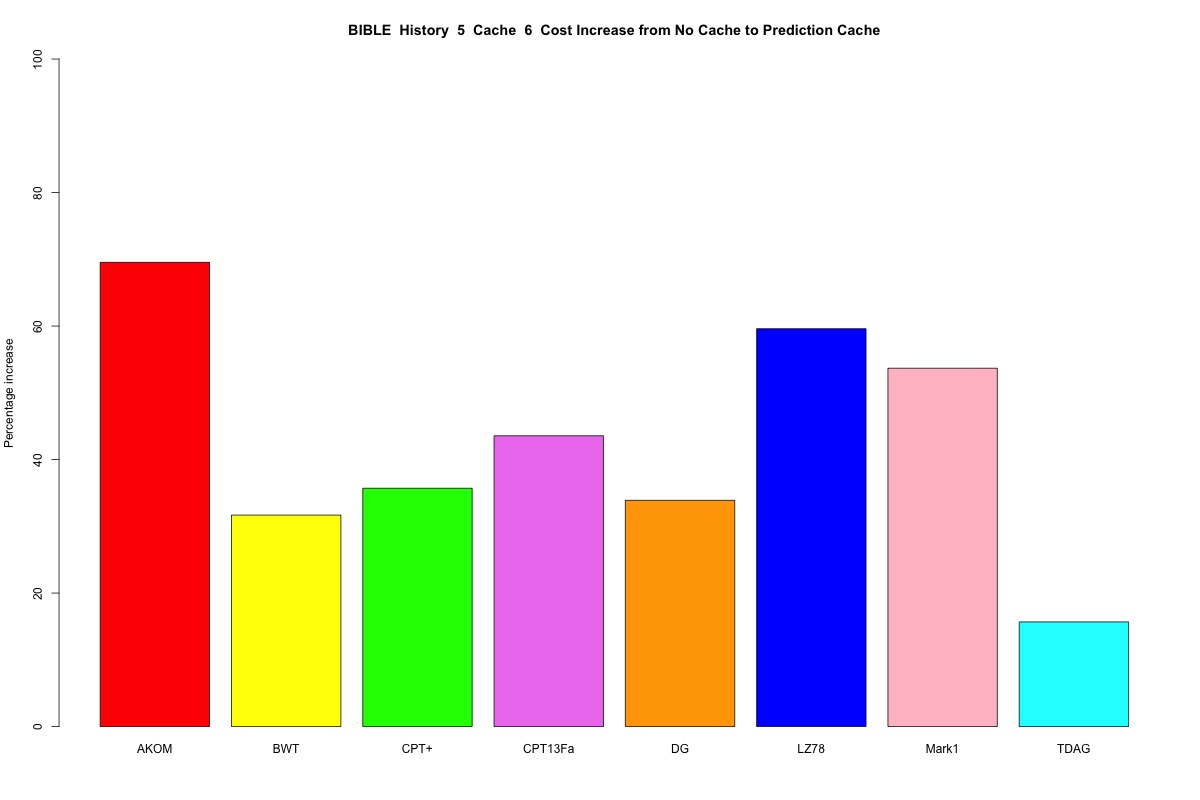 BIBLE  History  5  Cache  6  Cost Increase from No Cache to Prediction Cache
Percentage increase
100
80
60
40
20
0
AKOM BWT CPT+ CPT13Fa DG LZ78 Mark1 TDAG